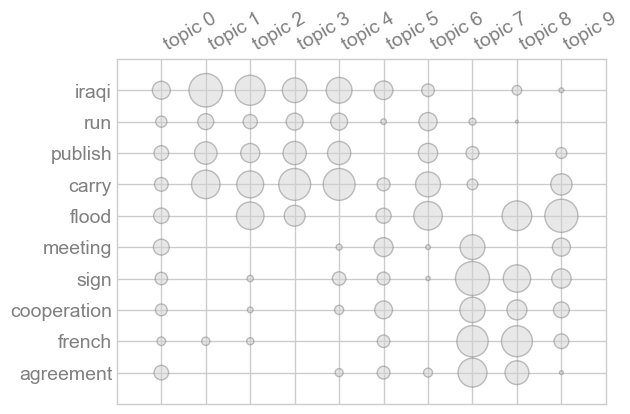 topic 0 topic 1 topic 2 topic 3 topic 4 topic 5 topic 6 topic 7 topic 8 topic 9
iraqi
run
publish
carry
flood
meeting
sign
cooperation
french
agreement